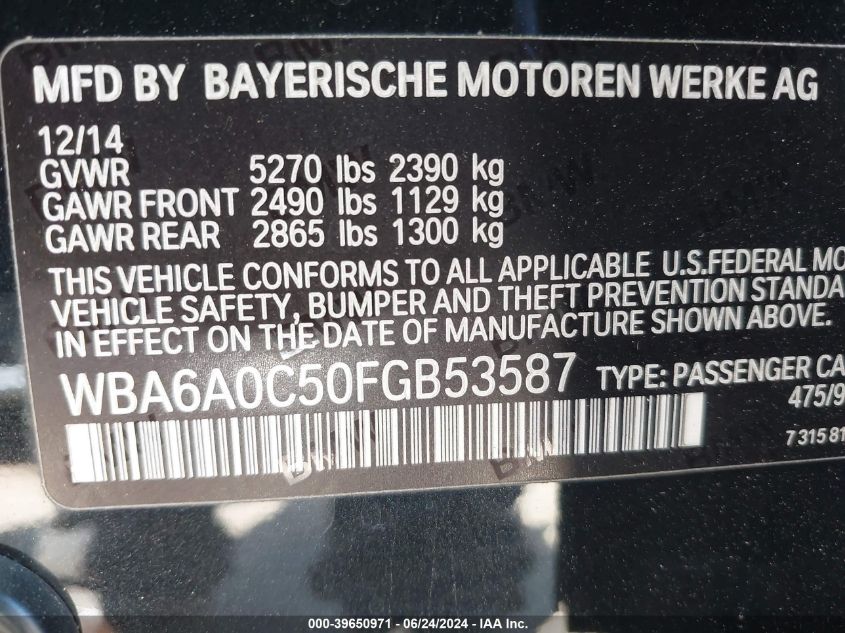 MFD BY BAYERISCHE MOTOREN WERKE AG
12/14
GVWR 5270 lbs 2390 kg
GAWR FRONT 2490 lbs 1129 kg
GAWR REAR 2865 lbs 1300 kg
THIS VEHICLE CONFORMS TO ALL APPLICABLE U.S.FEDERAL MO
VEHICLE SAFETY, BUMPER AND THEFT PREVENTION STANDA
IN EFFECT ON THE DATE OF MANUFACTURE SHOWN ABOVE.
WBA6A0C50FGB53587 TYPE: PASSENGER CA
475/9
7 315 81
000-39650971 / 06/24/2024 - IAA Inc.